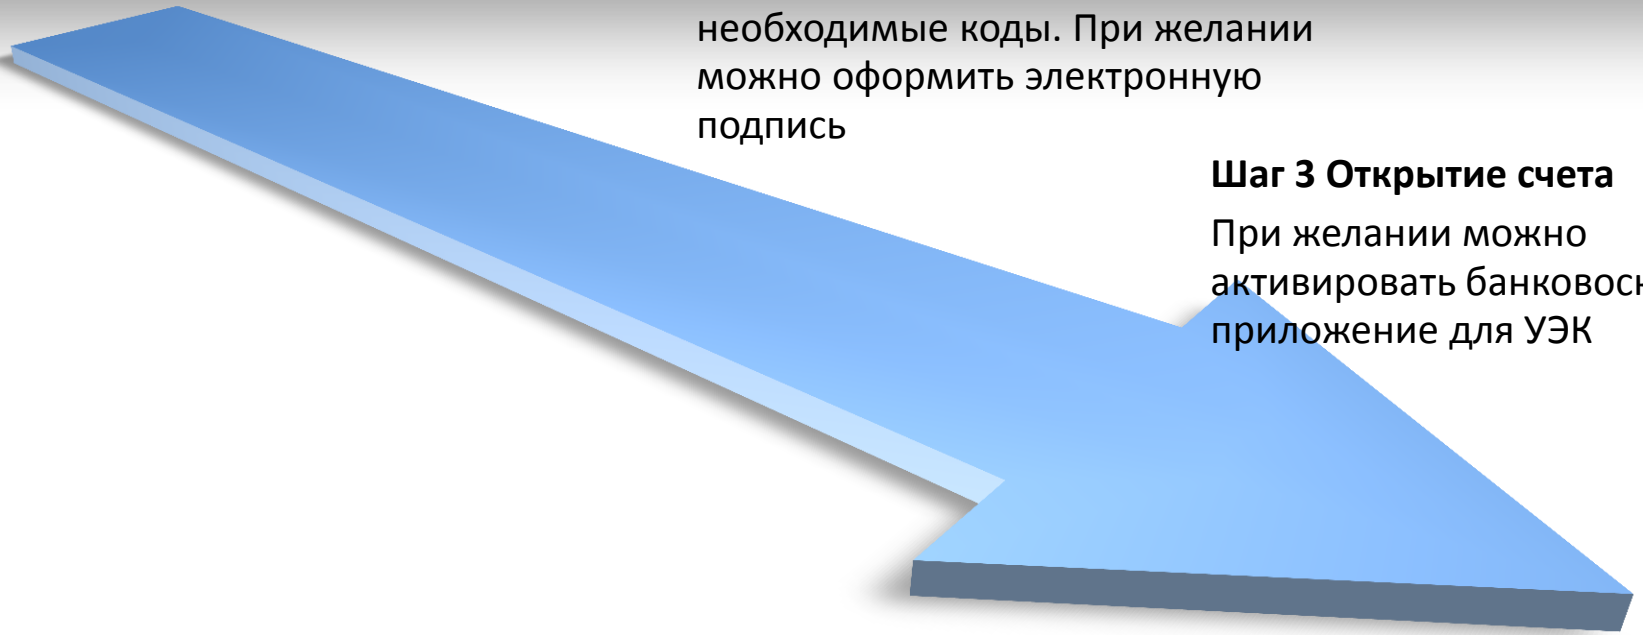 необходимые коды. При желании
можно оформить электронную
подпись
Шаг 3 Открытие счета
При желании можно
активировать
приложение для УЭК